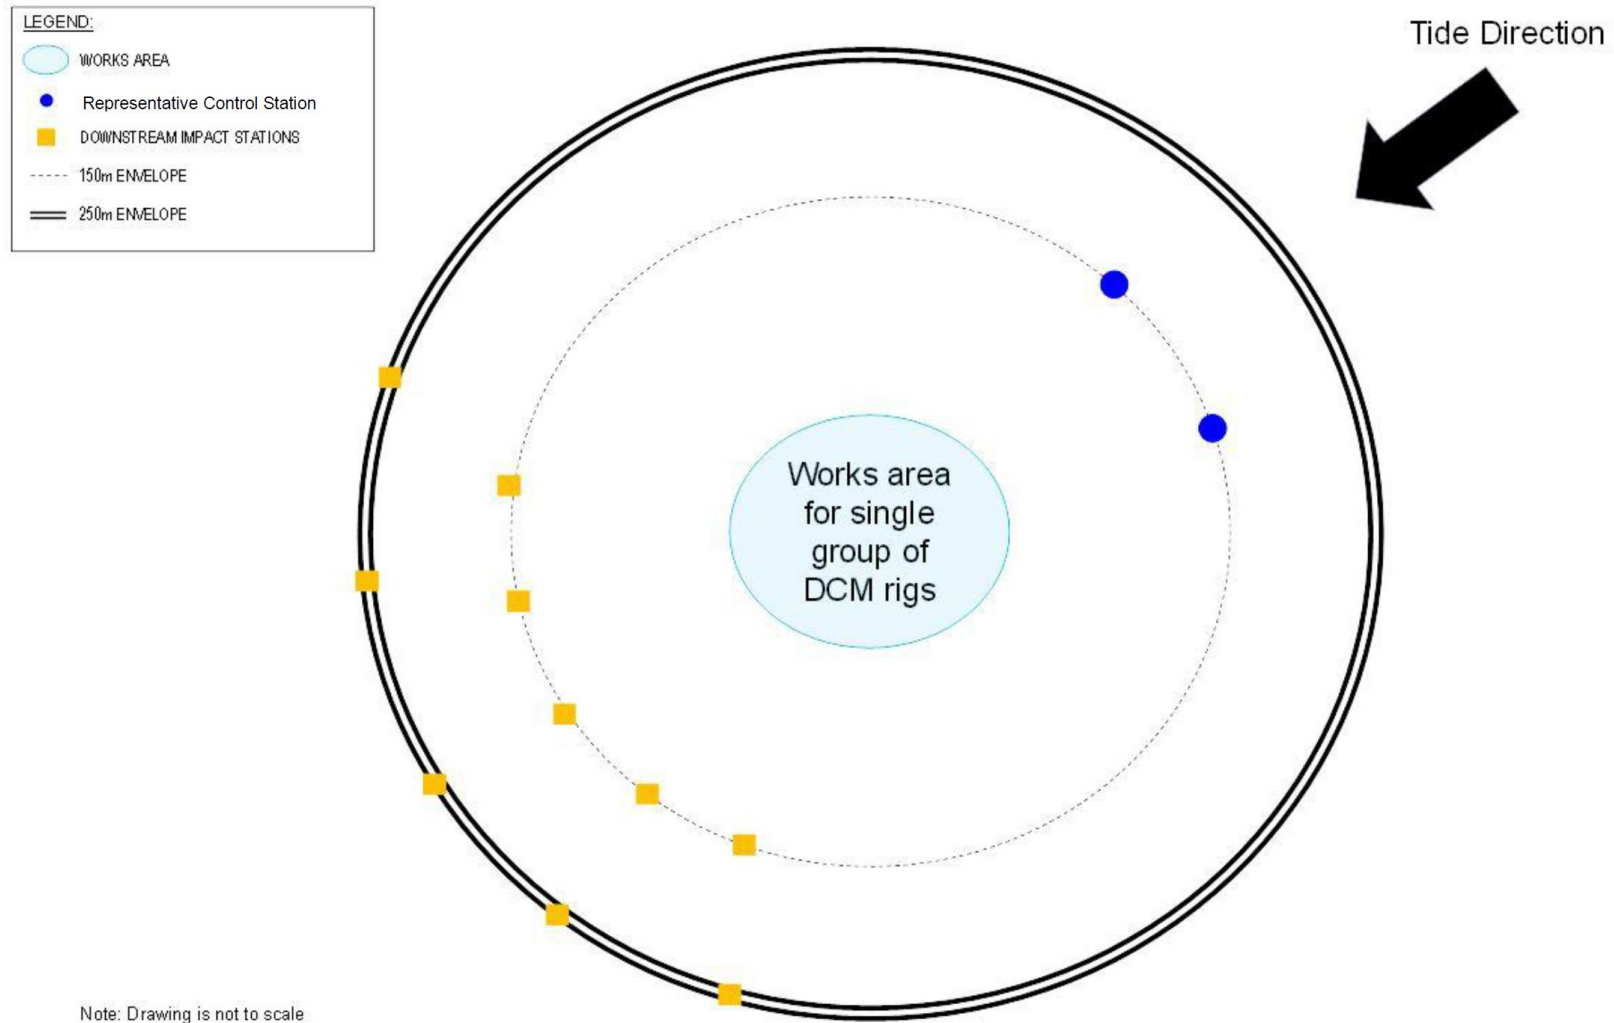 LEGEND:
WORKS AREA
Representative Control Station
DOWNSTREAM IMPACT STATIONS
150m ENVELOPE
250m ENVELOPE
Tide Direction
Works area
for single
group of
DCM rigs
Note: Drawing is not to scale